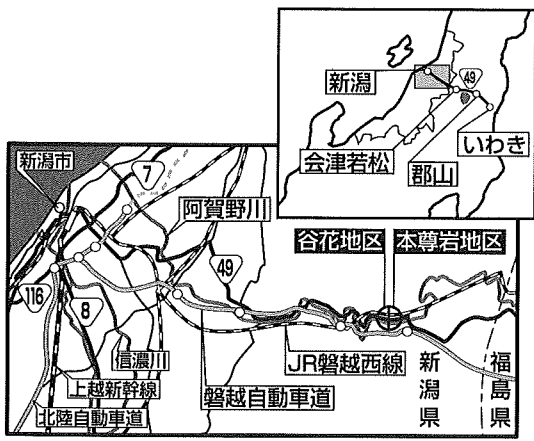 新潟
49
会津若松
郡山
いわき
新潟市
7
阿賀野川
谷花地区
本尊岩地区
49
116
8
信濃川
上越新幹線
北陸自動車道
磐越自動車道
JR磐越西線
新潟県
福島県